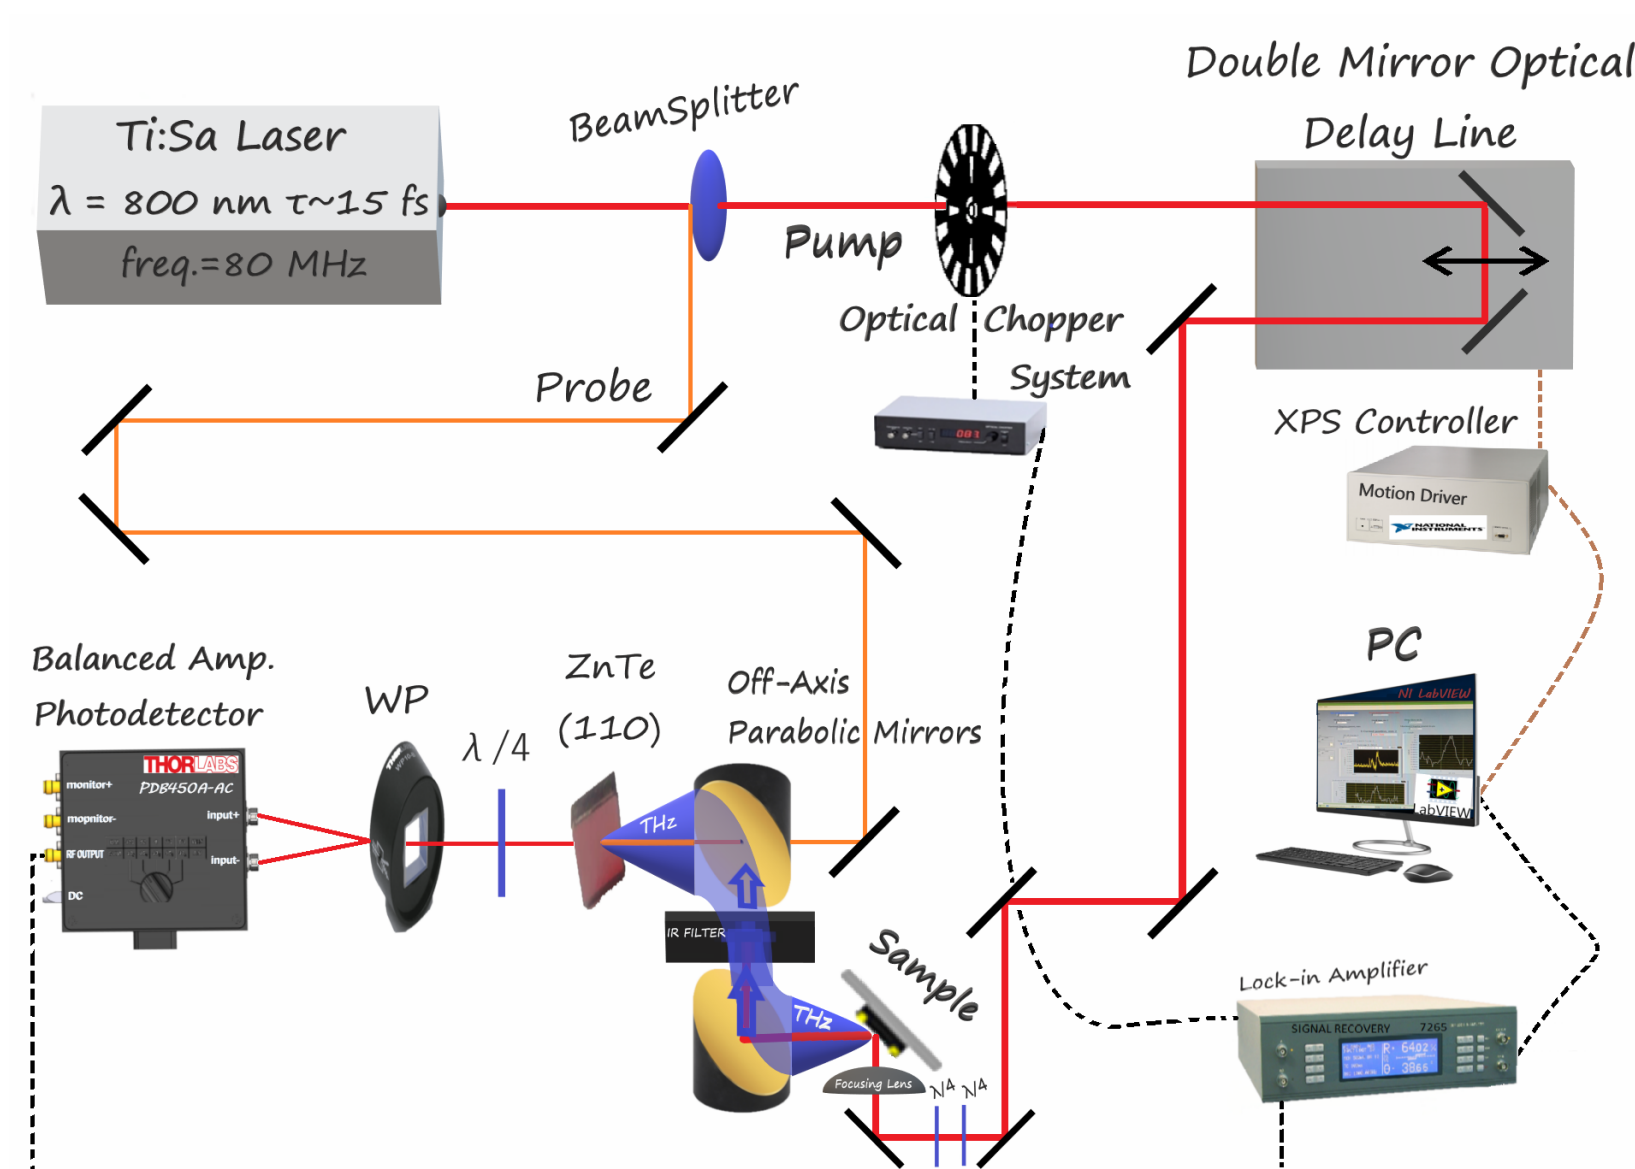 Double Mirror Optical
Delay Line
BeamSplitter
Ti:Sa Laser
λ = 800 nm τ~15 fs
freq.=80 MHz
Pump
Optical Chopper
System
Probe
XPS Controller
Motion Driver
NATIONAL
INSTRUMENTS
PC
NI LabVIEW
LabVIEW
Balanced Amp.
Photodetector
WP
λ/4
ZnTe
(110)
Off-Axis
Parabolic Mirrors
THORLABS
PDB450A-AC
monitor+
mopnitor-
RF OUTPUT
DC
input+
input-
THz
IR FILTER
Sample
THz
Focusing Lens
λ/4
λ/4
Lock-in Amplifier
SIGNAL RECOVERY 7265